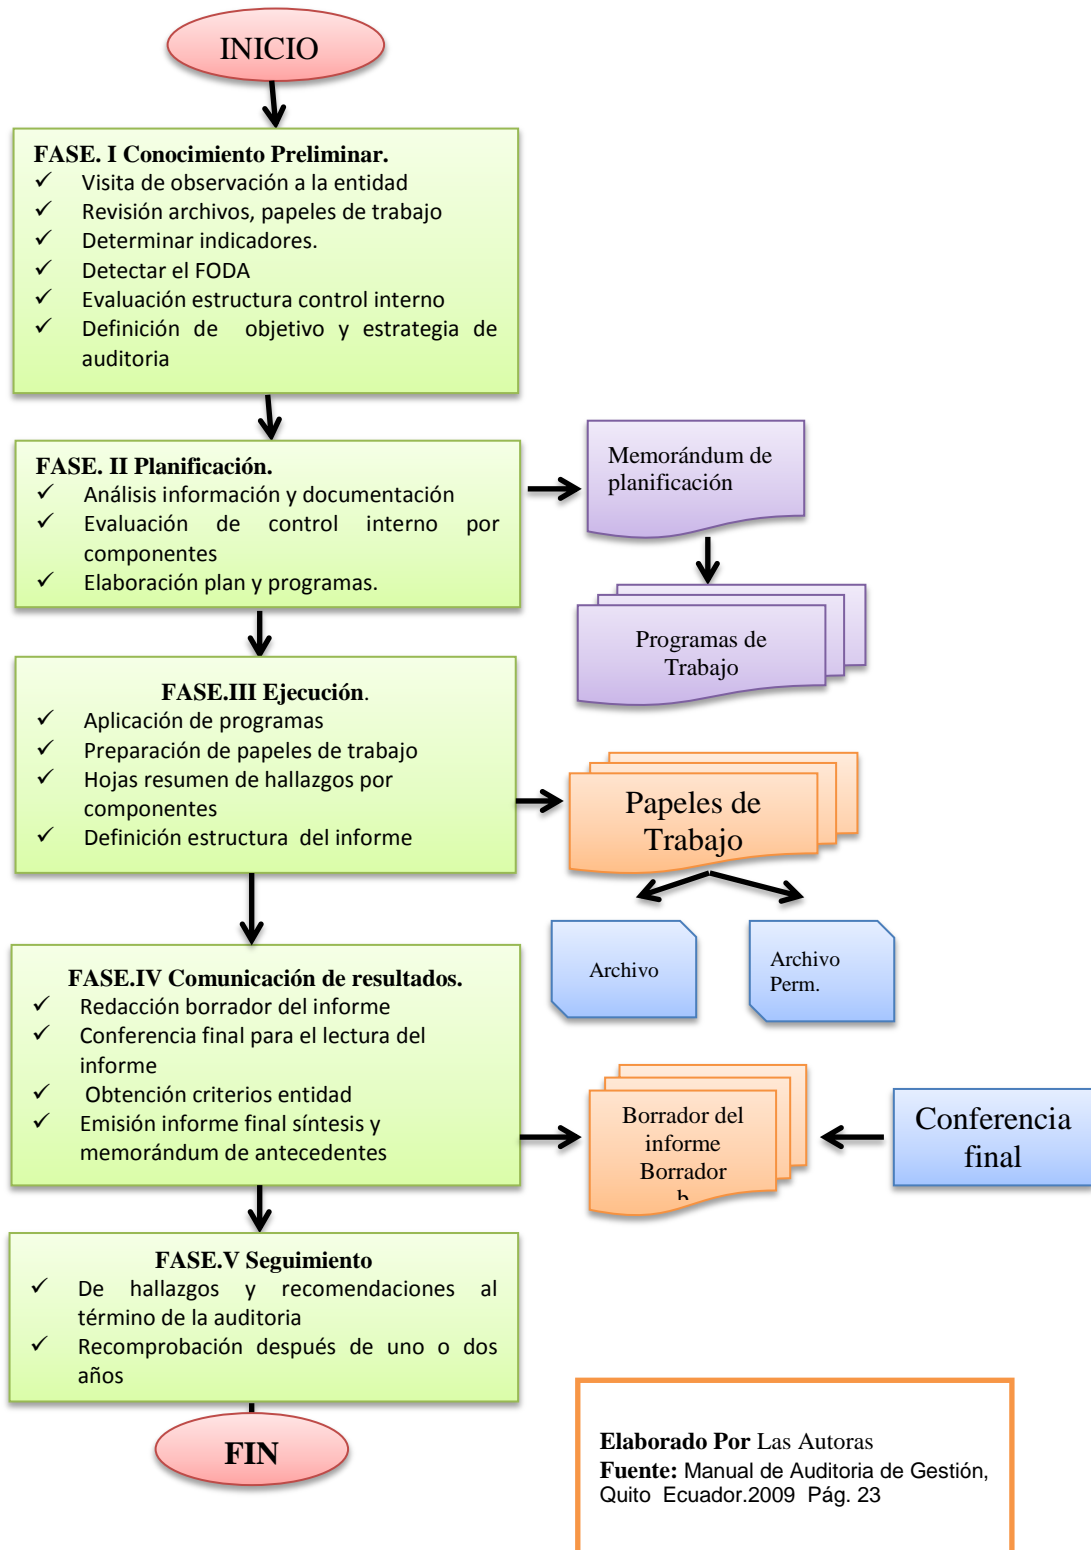 INICIO
FASE. I Conocimiento Preliminar.
✓ Visita de observación a la entidad
✓ Revisión archivos, papeles de trabajo
✓ Determinar indicadores.
✓ Detectar el FODA
✓ Evaluación estructura control interno
✓ Definición de objetivo y estrategia de
auditoria
FASE. II Planificación.
✓ Análisis información y documentación
✓ Evaluación de control interno por
componentes
✓ Elaboración plan y programas.
Memorándum de
planificación
Programas de
Trabajo
FASE.III Ejecución.
✓ Aplicación de programas
✓ Preparación de papeles de trabajo
✓ Hojas resumen de hallazgos por
componentes
✓ Definición estructura del informe
Papeles de
Trabajo
Archivo
Archivo
Perm.
FASE.IV Comunicación de resultados.
✓ Redacción borrador del informe
✓ Conferencia final para el lectura del
informe
✓ Obtención criterios entidad
✓ Emisión informe final síntesis y
memorándum de antecedentes
Borrador del
informe
Borrador
Conferencia
final
FASE.V Seguimiento
✓ De hallazgos y recomendaciones al
término de la auditoria
✓ Recomprobación después de uno o dos
años
FIN
Elaborado Por Las Autoras
Fuente: Manual de Auditoria de Gestión,
Quito Ecuador.2009 Pág. 23